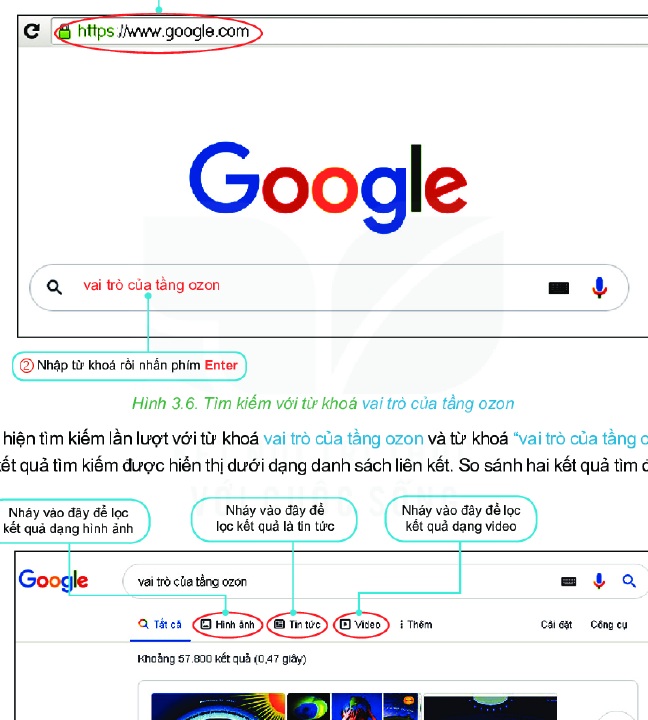 https://www.google.com
Google
vai trò của tầng ozon
② Nhập từ khoá rồi nhấn phím Enter
Hình 3.6. Tìm kiếm với từ khoá vai trò của tầng ozon
hiện tìm kiếm lần lượt với từ khoá vai trò của tầng ozon và từ khoá “vai trò của tầng
ết quả tìm kiếm được hiển thị dưới dạng danh sách liên kết. So sánh hai kết quả tìm
Nháy vào đây để lọc
kết quả dạng hình ảnh
Nháy vào đây để
lọc kết quả là tin tức
Nháy vào đây để lọc
kết quả dạng video
Google
vai trò của tầng ozon
Tất cả Hình ảnh Tin tức Video Thêm Cài đặt Công cụ
Khoảng 57.800 kết quả (0,47 giây)